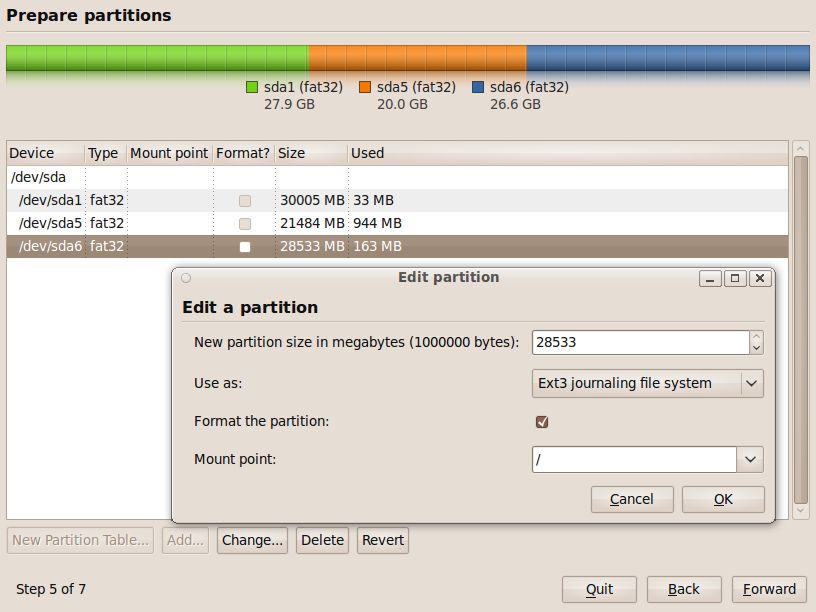 Prepare partitions
sda1 (fat32) sda5 (fat32) sda6 (fat32)
27.9 GB 20.0 GB 26.6 GB
Device Type Mount point Format? Size Used
/dev/sda
/dev/sda1 fat32 30005 MB 33 MB
/dev/sda5 fat32 21484 MB 944 MB
/dev/sda6 fat32 28533 MB 163 MB
Edit partition
Edit a partition
New partition size in megabytes (1000000 bytes): 28533
Use as: Ext3 journaling file system
Format the partition:
Mount point: /
Cancel OK
New Partition Table... Add... Change... Delete Revert
Step 5 of 7 Quit Back Forward